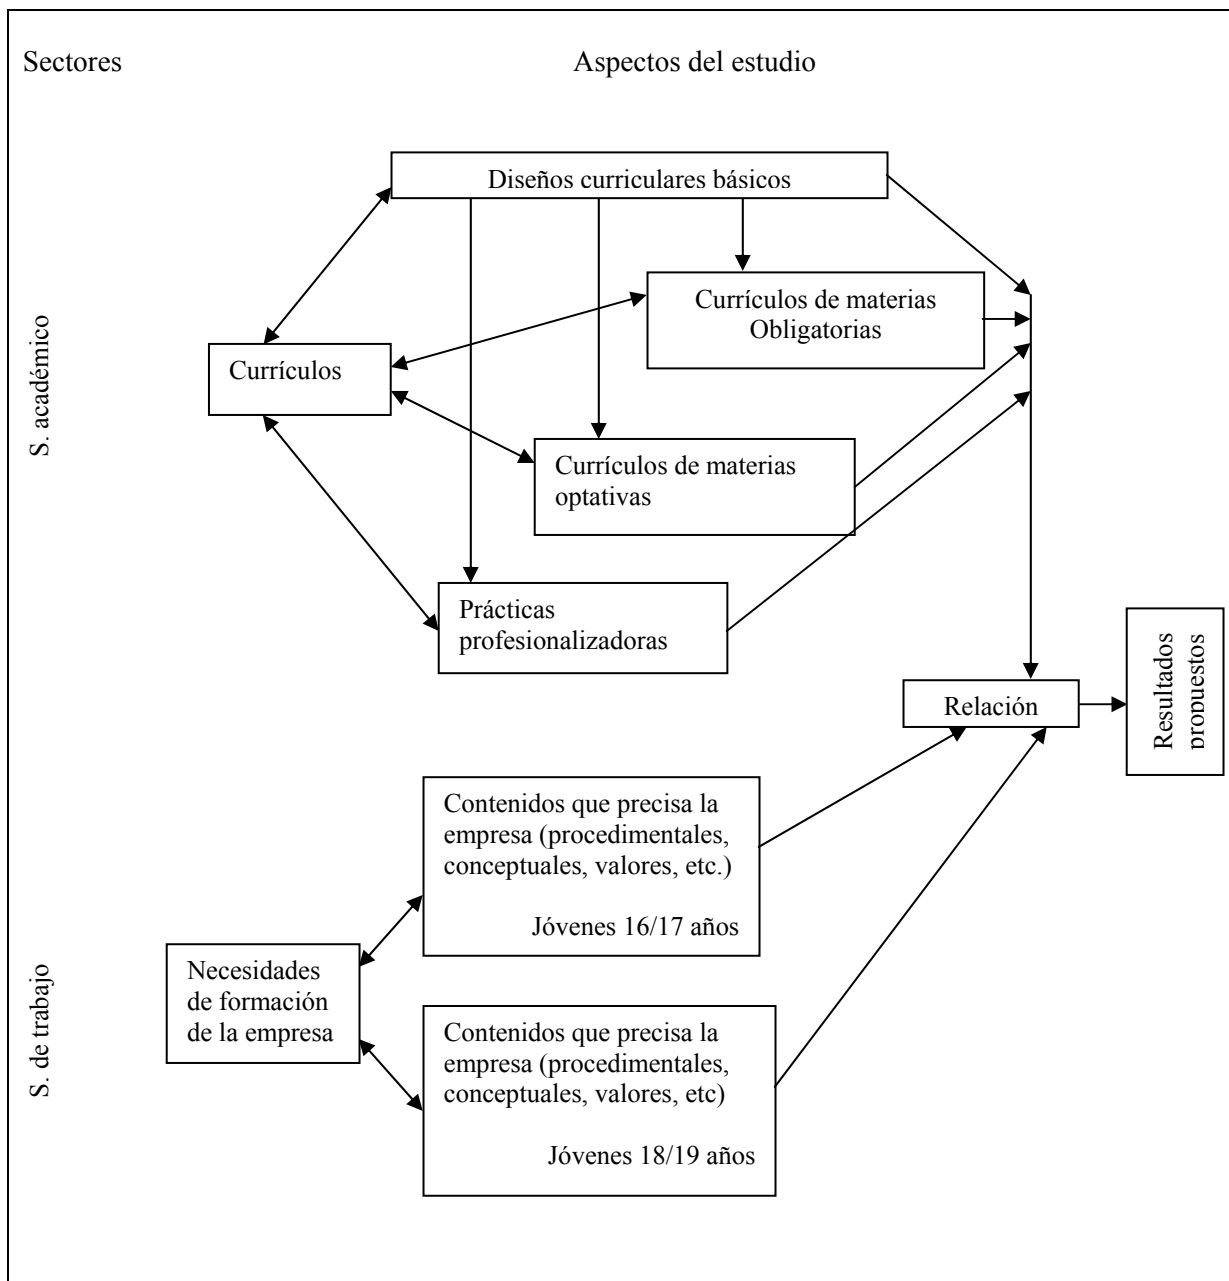 Sectores
Aspectos del estudio
S. académico
Diseños curriculares básicos
Currículos de materias
Obligatorias
Currículos
Currículos de materias
optativas
Prácticas
profesionalizadoras
Relación
Resultados
propuestos
S. de trabajo
Contenidos que precisa la
empresa (procedimentales,
conceptuales, valores, etc.)
Jóvenes 16/17 años
Necesidades
de formación
de la empresa
Contenidos que precisa la
empresa (procedimentales,
conceptuales, valores, etc)
Jóvenes 18/19 años